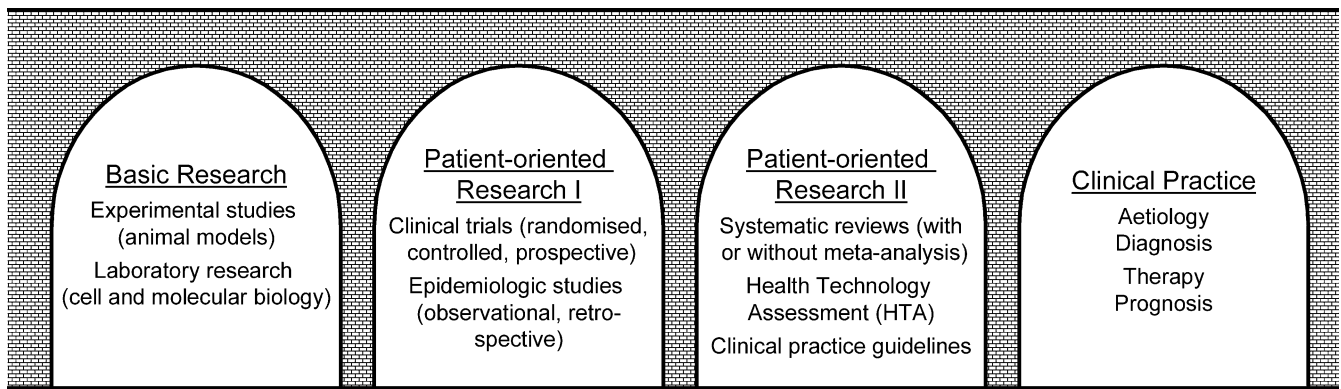 Basic Research
Experimental studies
(animal models)
Laboratory research
(cell and molecular biology)
Patient-oriented
Research I
Clinical trials (randomised,
controlled, prospective)
Epidemiologic studies
(observational, retro-
spective)
Patient-oriented
Research II
Systematic reviews (with
or without meta-analysis)
Health Technology
Assessment (HTA)
Clinical practice guidelines
Clinical Practice
Aetiology
Diagnosis
Therapy
Prognosis